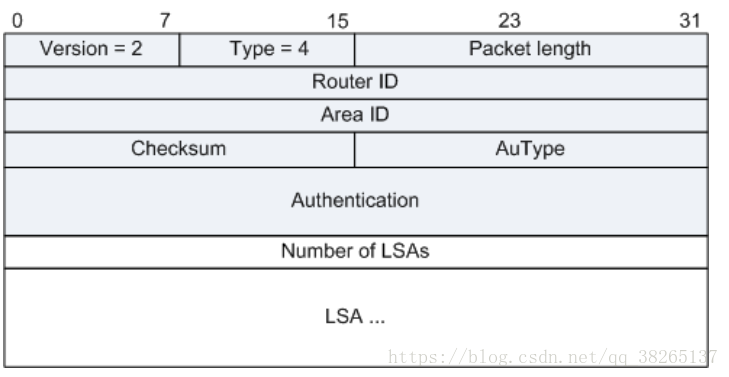 0 7 15 23 31
Version = 2 Type = 4 Packet length
Router ID
Area ID
Checksum AuType
Authentication
Number of LSAs
LSA ...
https://blog.csdn.net/qq_38265137